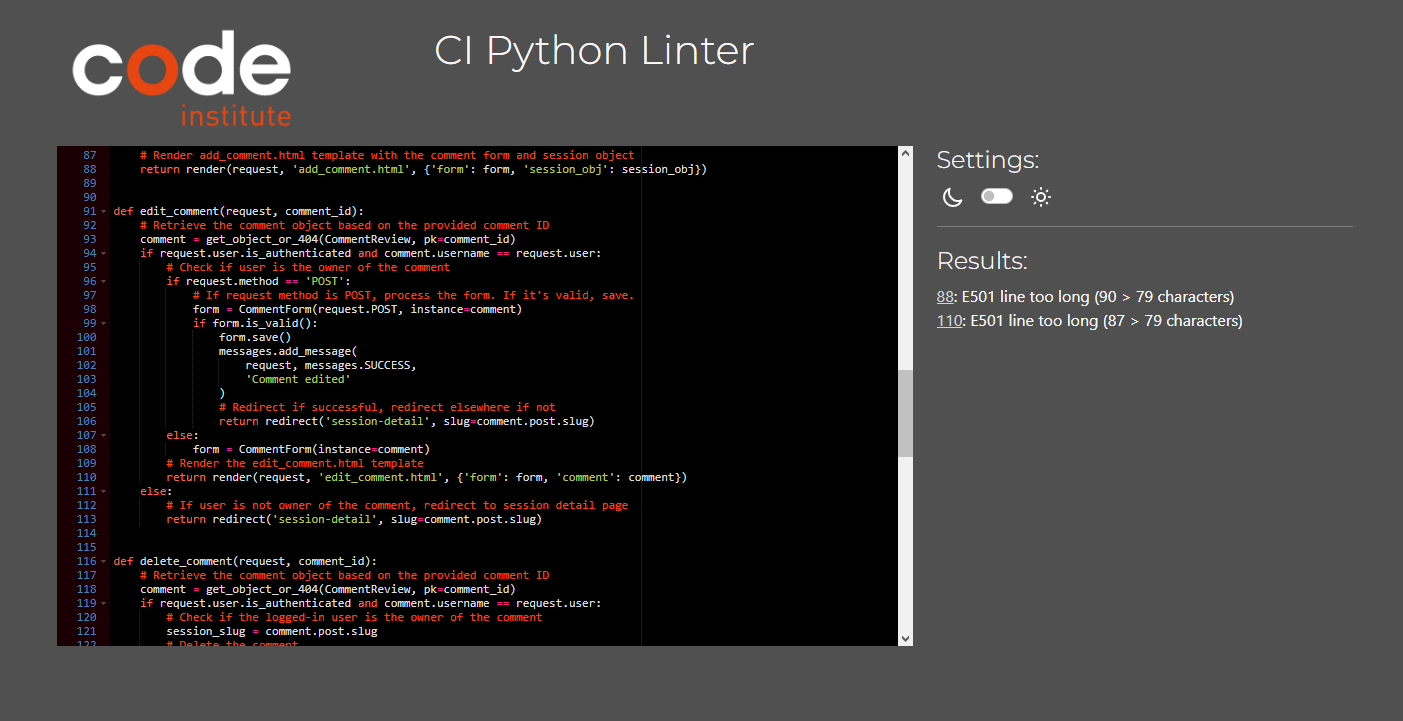 code
institute
CI Python Linter
87     # Render add_comment.html template with the comment form and session object
88     return render(request, 'add_comment.html', {'form': form, 'session_obj': session_obj})
89
90
91 def edit_comment(request, comment_id):
92     # Retrieve the comment object based on the provided comment ID
93     comment = get_object_or_404(CommentReview, pk=comment_id)
94     if request.user.is_authenticated and comment.username == request.user:
95         # Check if user is the owner of the comment
96         if request.method == 'POST':
97             # If request method is POST, process the form. If it's valid, save.
98             form = CommentForm(request.POST, instance=comment)
99             if form.is_valid():
100                 form.save()
101                 messages.add_message(
102                     request, messages.SUCCESS,
103                     'Comment edited'
104                 )
105                 # Redirect if successful, redirect elsewhere if not
106                 return redirect('session-detail', slug=comment.post.slug)
107         else:
108             form = CommentForm(instance=comment)
109         # Render the edit_comment.html template
110         return render(request, 'edit_comment.html', {'form': form, 'comment': comment})
111     else:
112         # If user is not owner of the comment, redirect to session detail page
113         return redirect('session-detail', slug=comment.post.slug)
114
115
116 def delete_comment(request, comment_id):
117     # Retrieve the comment object based on the provided comment ID
118     comment = get_object_or_404(CommentReview, pk=comment_id)
119     if request.user.is_authenticated and comment.username == request.user:
120         # Check if the logged-in user is the owner of the comment
121         session_slug = comment.post.slug
122         # Delete the comment
Settings:
Results:
88: E501 line too long (90 > 79 characters)
110: E501 line too long (87 > 79 characters)